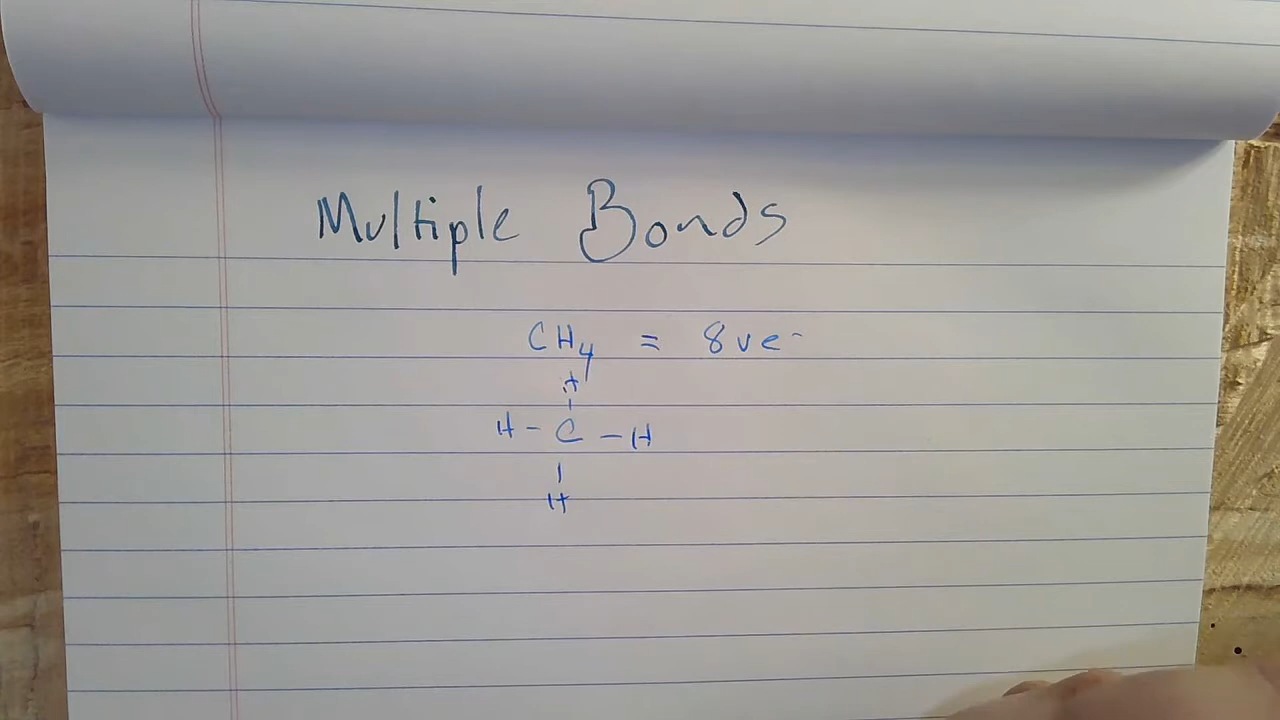 Multiple Bonds
CH4 = 8ve-
H
|
H - C - H
|
H